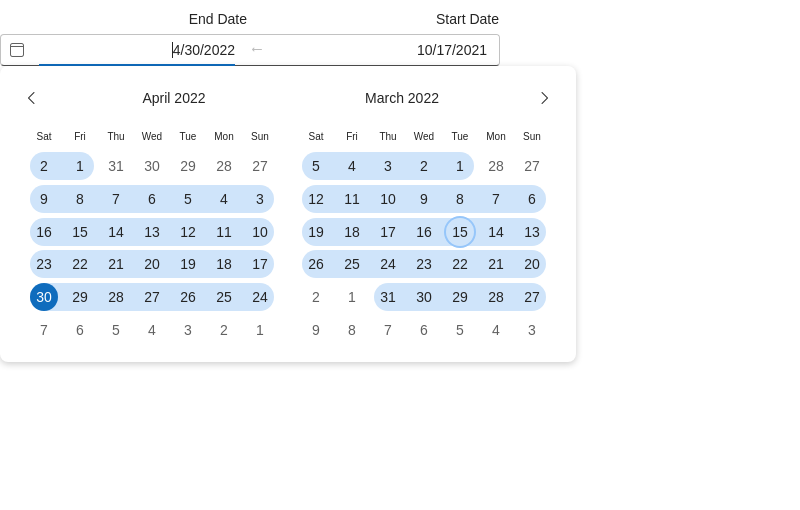 End Date Start Date
4/30/2022 ← 10/17/2021
April 2022 March 2022
Sat Fri Thu Wed Tue Mon Sun Sat Fri Thu Wed Tue Mon Sun
2 1 31 30 29 28 27 5 4 3 2 1 28 27
9 8 7 6 5 4 3 12 11 10 9 8 7 6
16 15 14 13 12 11 10 19 18 17 16 15 14 13
23 22 21 20 19 18 17 26 25 24 23 22 21 20
30 29 28 27 26 25 24 2 1 31 30 29 28 27
7 6 5 4 3 2 1 9 8 7 6 5 4 3